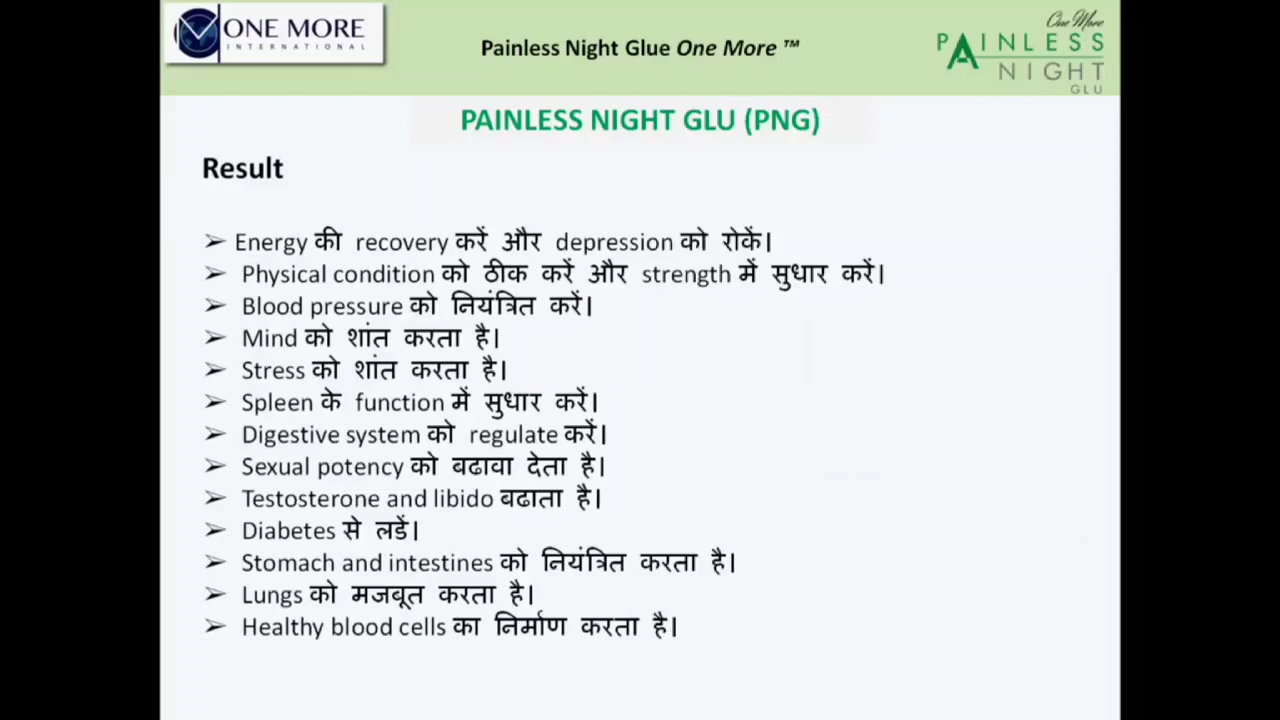 ONE MORE
INTERNATIONAL
Painless Night Glue One More ™
One More
PAINLESS
NIGHT
GLU
PAINLESS NIGHT GLU (PNG)
Result
➢ Energy की recovery करें और depression को रोकें।
➢ Physical condition को ठीक करें और strength में सुधार करें।
➢ Blood pressure को नियंत्रित करें।
➢ Mind को शांत करता है।
➢ Stress को शांत करता है।
➢ Spleen के function में सुधार करें।
➢ Digestive system को regulate करें।
➢ Sexual potency को बढावा देता है।
➢ Testosterone and libido बढाता है।
➢ Diabetes से लडें।
➢ Stomach and intestines को नियंत्रित करता है।
➢ Lungs को मजबूत करता है।
➢ Healthy blood cells का निर्माण करता है।